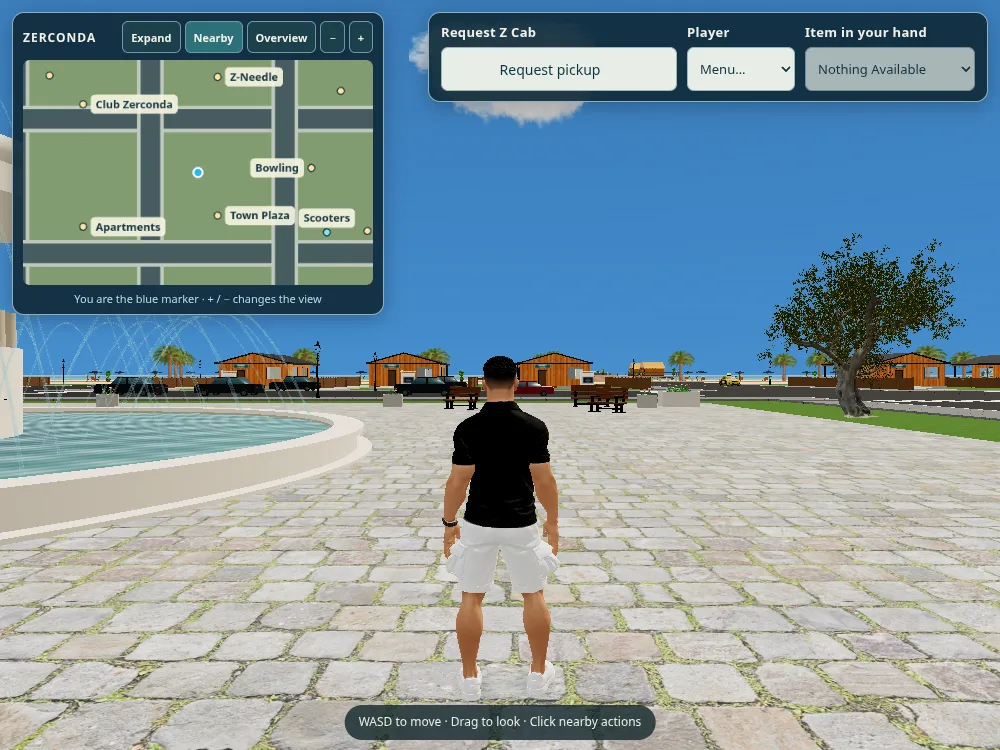 ZERCONDA
Expand
Nearby
Overview
−
+
Z-Needle
Club Zerconda
Bowling
Town Plaza
Scooters
Apartments
You are the blue marker · + / − changes the view
Request Z Cab
Request pickup
Player
Menu...
Item in your hand
Nothing Available
WASD to move · Drag to look · Click nearby actions